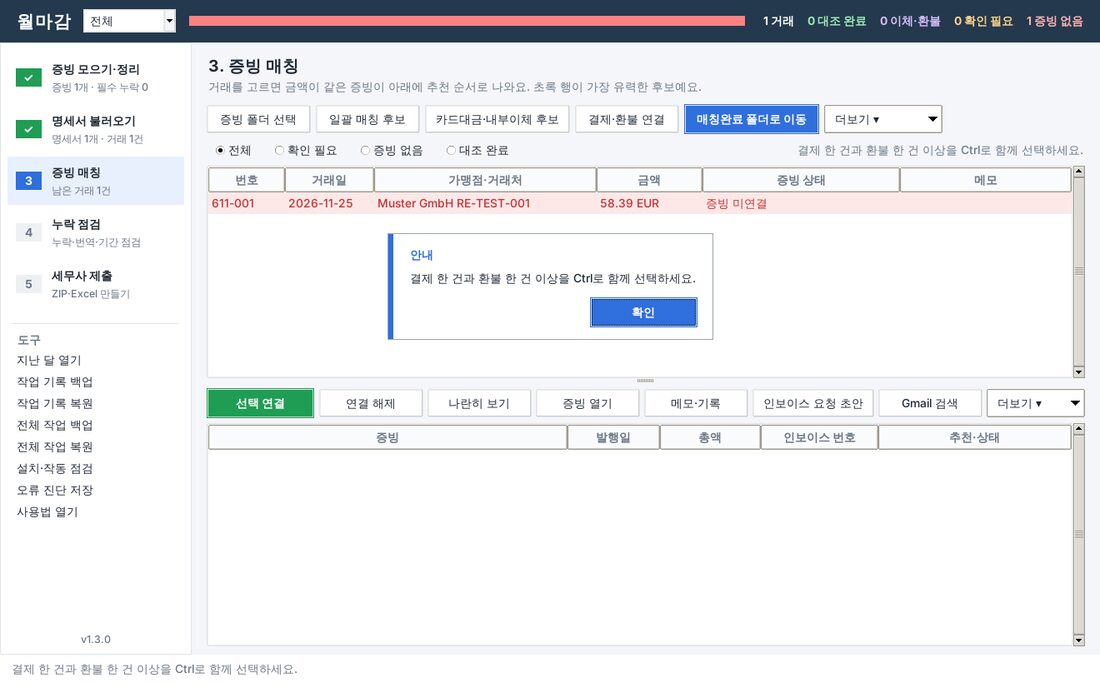 월마감 전체 1 거래 0 대조 완료 0 이체·환불 0 확인 필요 1 증빙 없음
증빙 모으기·정리
증빙 1개 · 필수 누락 0
명세서 불러오기
명세서 1개 · 거래 1건
3 증빙 매칭
남은 거래 1건
4 누락 점검
누락·번역·기간 점검
5 세무사 제출
ZIP·Excel 만들기
도구
지난 달 열기
작업 기록 백업
작업 기록 복원
전체 작업 백업
전체 작업 복원
설치·작동 점검
오류 진단 저장
사용법 열기
v1.3.0
3. 증빙 매칭
거래를 고르면 금액이 같은 증빙이 아래에 추천 순서로 나와요. 초록 행이 가장 유력한 후보예요.
증빙 폴더 선택 일괄 매칭 후보 카드대금·내부이체 후보 결제·환불 연결 매칭완료 폴더로 이동 더보기 ▾
전체 확인 필요 증빙 없음 대조 완료 결제 한 건과 환불 한 건 이상을 Ctrl로 함께 선택하세요.
번호 거래일 가맹점·거래처 금액 증빙 상태 메모
611-001 2026-11-25 Muster GmbH RE-TEST-001 58.39 EUR 증빙 미연결
안내
결제 한 건과 환불 한 건 이상을 Ctrl로 함께 선택하세요.
확인
선택 연결 연결 해제 나란히 보기 증빙 열기 메모·기록 인보이스 요청 초안 Gmail 검색 더보기 ▾
증빙 발행일 총액 인보이스 번호 추천·상태
결제 한 건과 환불 한 건 이상을 Ctrl로 함께 선택하세요.